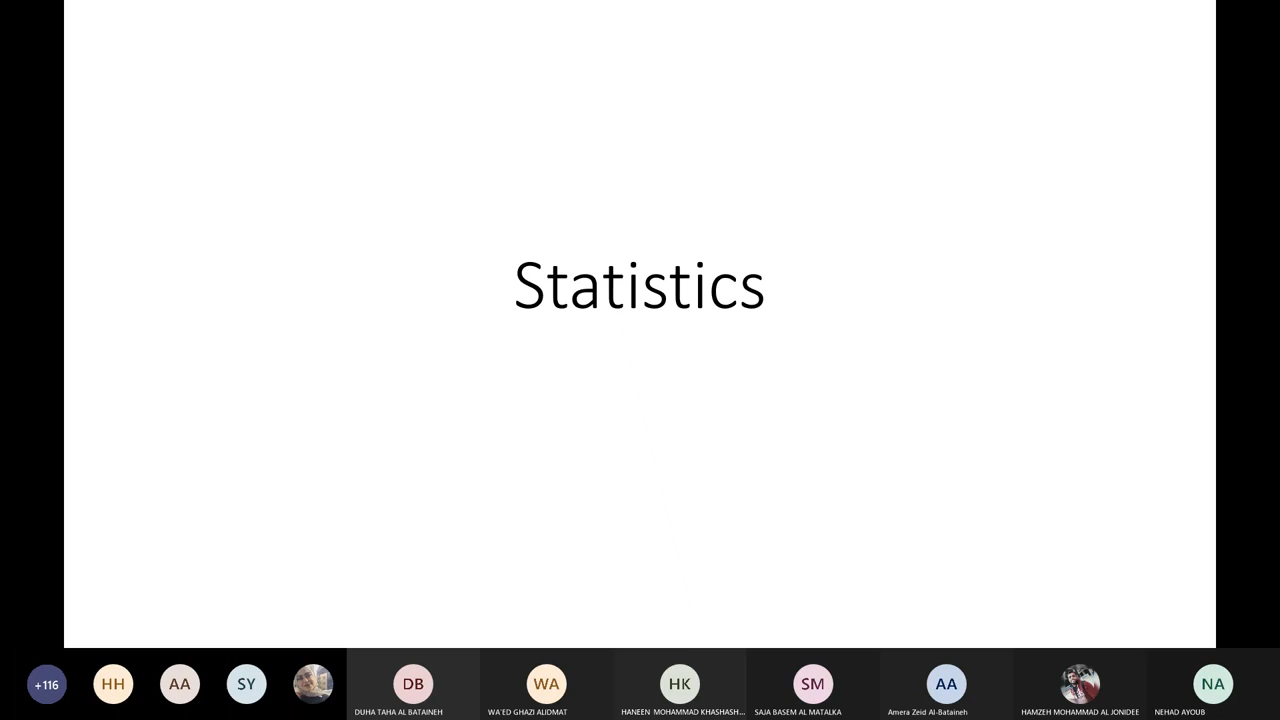 Statistics
+116
HH
AA
SY
DB
WA
HK
SM
AA
NA
DUHA TAHA AL BATAINEH
WA'ED GHAZI ALIDMAT
HANEEN MOHAMMAD KHASHASH...
SAJA BASEM AL MATALKA
Amera Zeid Al-Bataineh
HAMZEH MOHAMMAD AL JONIDEE
NEHAD AYOUB